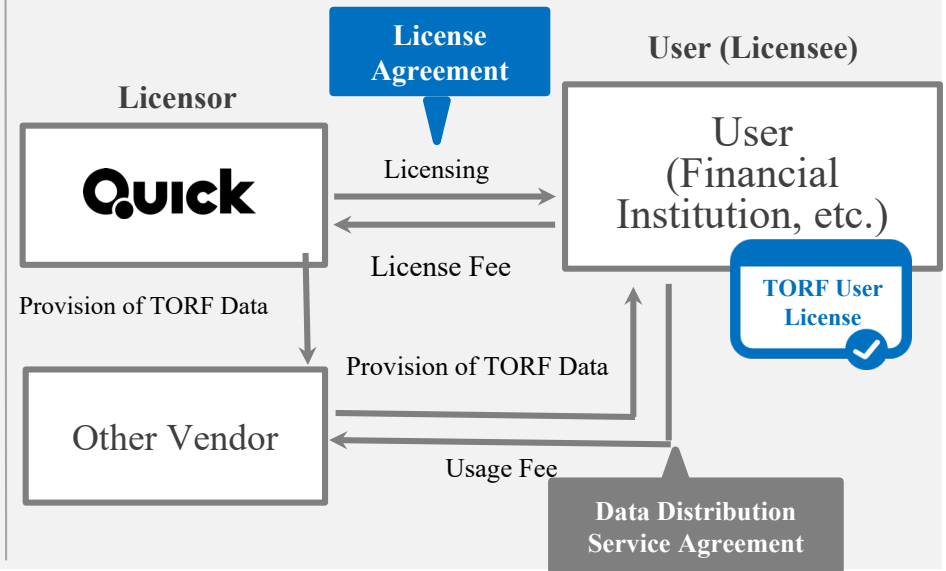 License
Agreement
User (Licensee)
Licensor
QUICK
Licensing
User
(Financial
Institution, etc.)
License Fee
TORF User
License
Provision of TORF Data
Provision of TORF Data
Other Vendor
Usage Fee
Data Distribution
Service Agreement